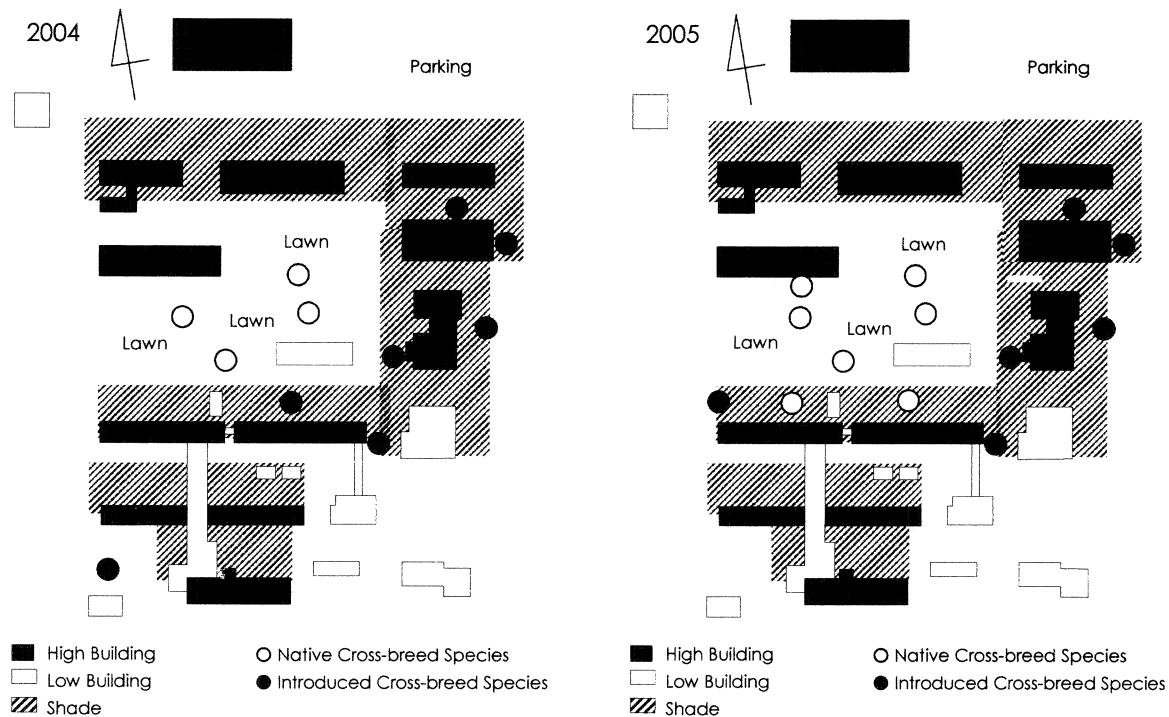 2004
Parking
Lawn
Lawn
Lawn
High Building
Low Building
Shade
Native Cross-breed Species
Introduced Cross-breed Species
2005
Parking
Lawn
Lawn
Lawn
High Building
Low Building
Shade
Native Cross-breed Species
Introduced Cross-breed Species